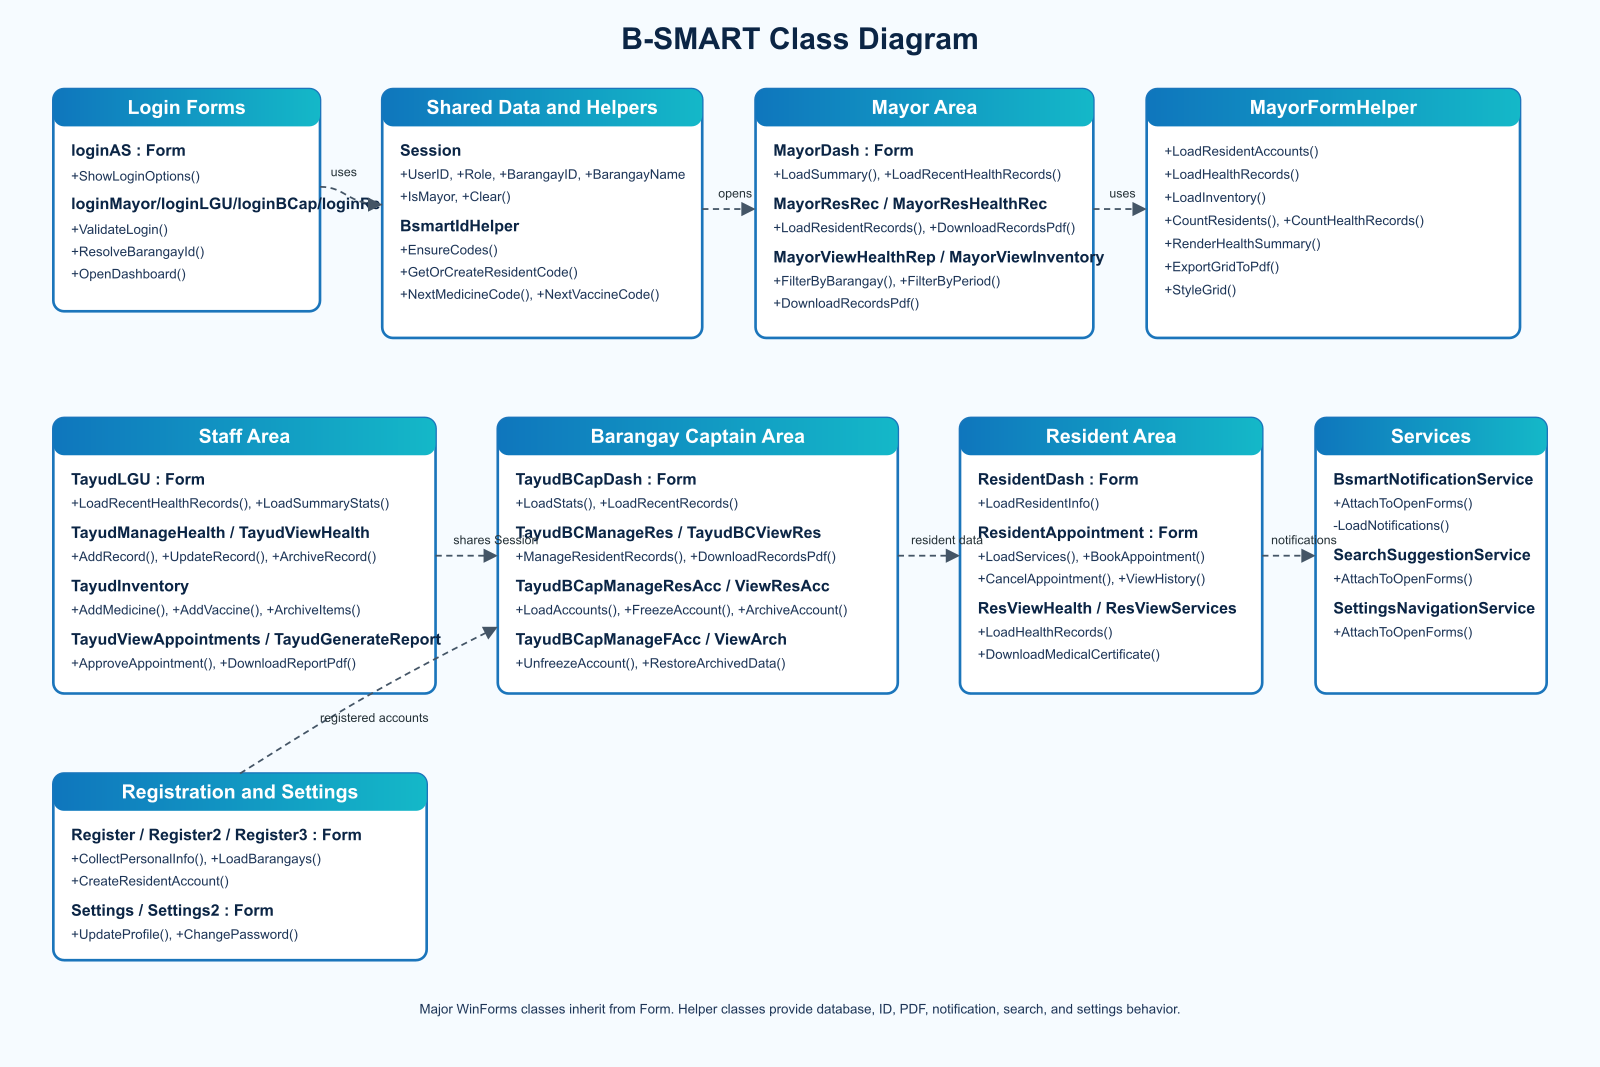 B-SMART Class Diagram
Login Forms
loginAS : Form
+ShowLoginOptions()
loginMayor/loginLGU/loginBCap/loginRes
+ValidateLogin()
+ResolveBarangayId()
+OpenDashboard()
uses
Shared Data and Helpers
Session
+UserID, +Role, +BarangayID, +BarangayName
+IsMayor, +Clear()
BsmartIdHelper
+EnsureCodes()
+GetOrCreateResidentCode()
+NextMedicineCode(), +NextVaccineCode()
opens
Mayor Area
MayorDash : Form
+LoadSummary(), +LoadRecentHealthRecords()
MayorResRec / MayorResHealthRec
+LoadResidentRecords(), +DownloadRecordsPdf()
MayorViewHealthRep / MayorViewInventory
+FilterByBarangay(), +FilterByPeriod()
+DownloadRecordsPdf()
uses
MayorFormHelper
+LoadResidentAccounts()
+LoadHealthRecords()
+LoadInventory()
+CountResidents(), +CountHealthRecords()
+RenderHealthSummary()
+ExportGridToPdf()
+StyleGrid()
Staff Area
TayudLGU : Form
+LoadRecentHealthRecords(), +LoadSummaryStats()
TayudManageHealth / TayudViewHealth
+AddRecord(), +UpdateRecord(), +ArchiveRecord()
TayudInventory
+AddMedicine(), +AddVaccine(), +ArchiveItems()
TayudViewAppointments / TayudGenerateReport
+ApproveAppointment(), +DownloadReportPdf()
shares Session
Barangay Captain Area
TayudBCapDash : Form
+LoadStats(), +LoadRecentRecords()
TayudBCManageRes / TayudBCViewRes
+ManageResidentRecords(), +DownloadRecordsPdf()
TayudBCapManageResAcc / ViewResAcc
+LoadAccounts(), +FreezeAccount(), +ArchiveAccount()
TayudBCapManageFAcc / ViewArch
+UnfreezeAccount(), +RestoreArchivedData()
resident data
Resident Area
ResidentDash : Form
+LoadResidentInfo()
ResidentAppointment : Form
+LoadServices(), +BookAppointment()
+CancelAppointment(), +ViewHistory()
ResViewHealth / ResViewServices
+LoadHealthRecords()
+DownloadMedicalCertificate()
notifications
Services
BsmartNotificationService
+AttachToOpenForms()
-LoadNotifications()
SearchSuggestionService
+AttachToOpenForms()
SettingsNavigationService
+AttachToOpenForms()
registered accounts
Registration and Settings
Register / Register2 / Register3 : Form
+CollectPersonalInfo(), +LoadBarangays()
+CreateResidentAccount()
Settings / Settings2 : Form
+UpdateProfile(), +ChangePassword()
Major WinForms classes inherit from Form. Helper classes provide database, ID, PDF, notification, search, and settings behavior.